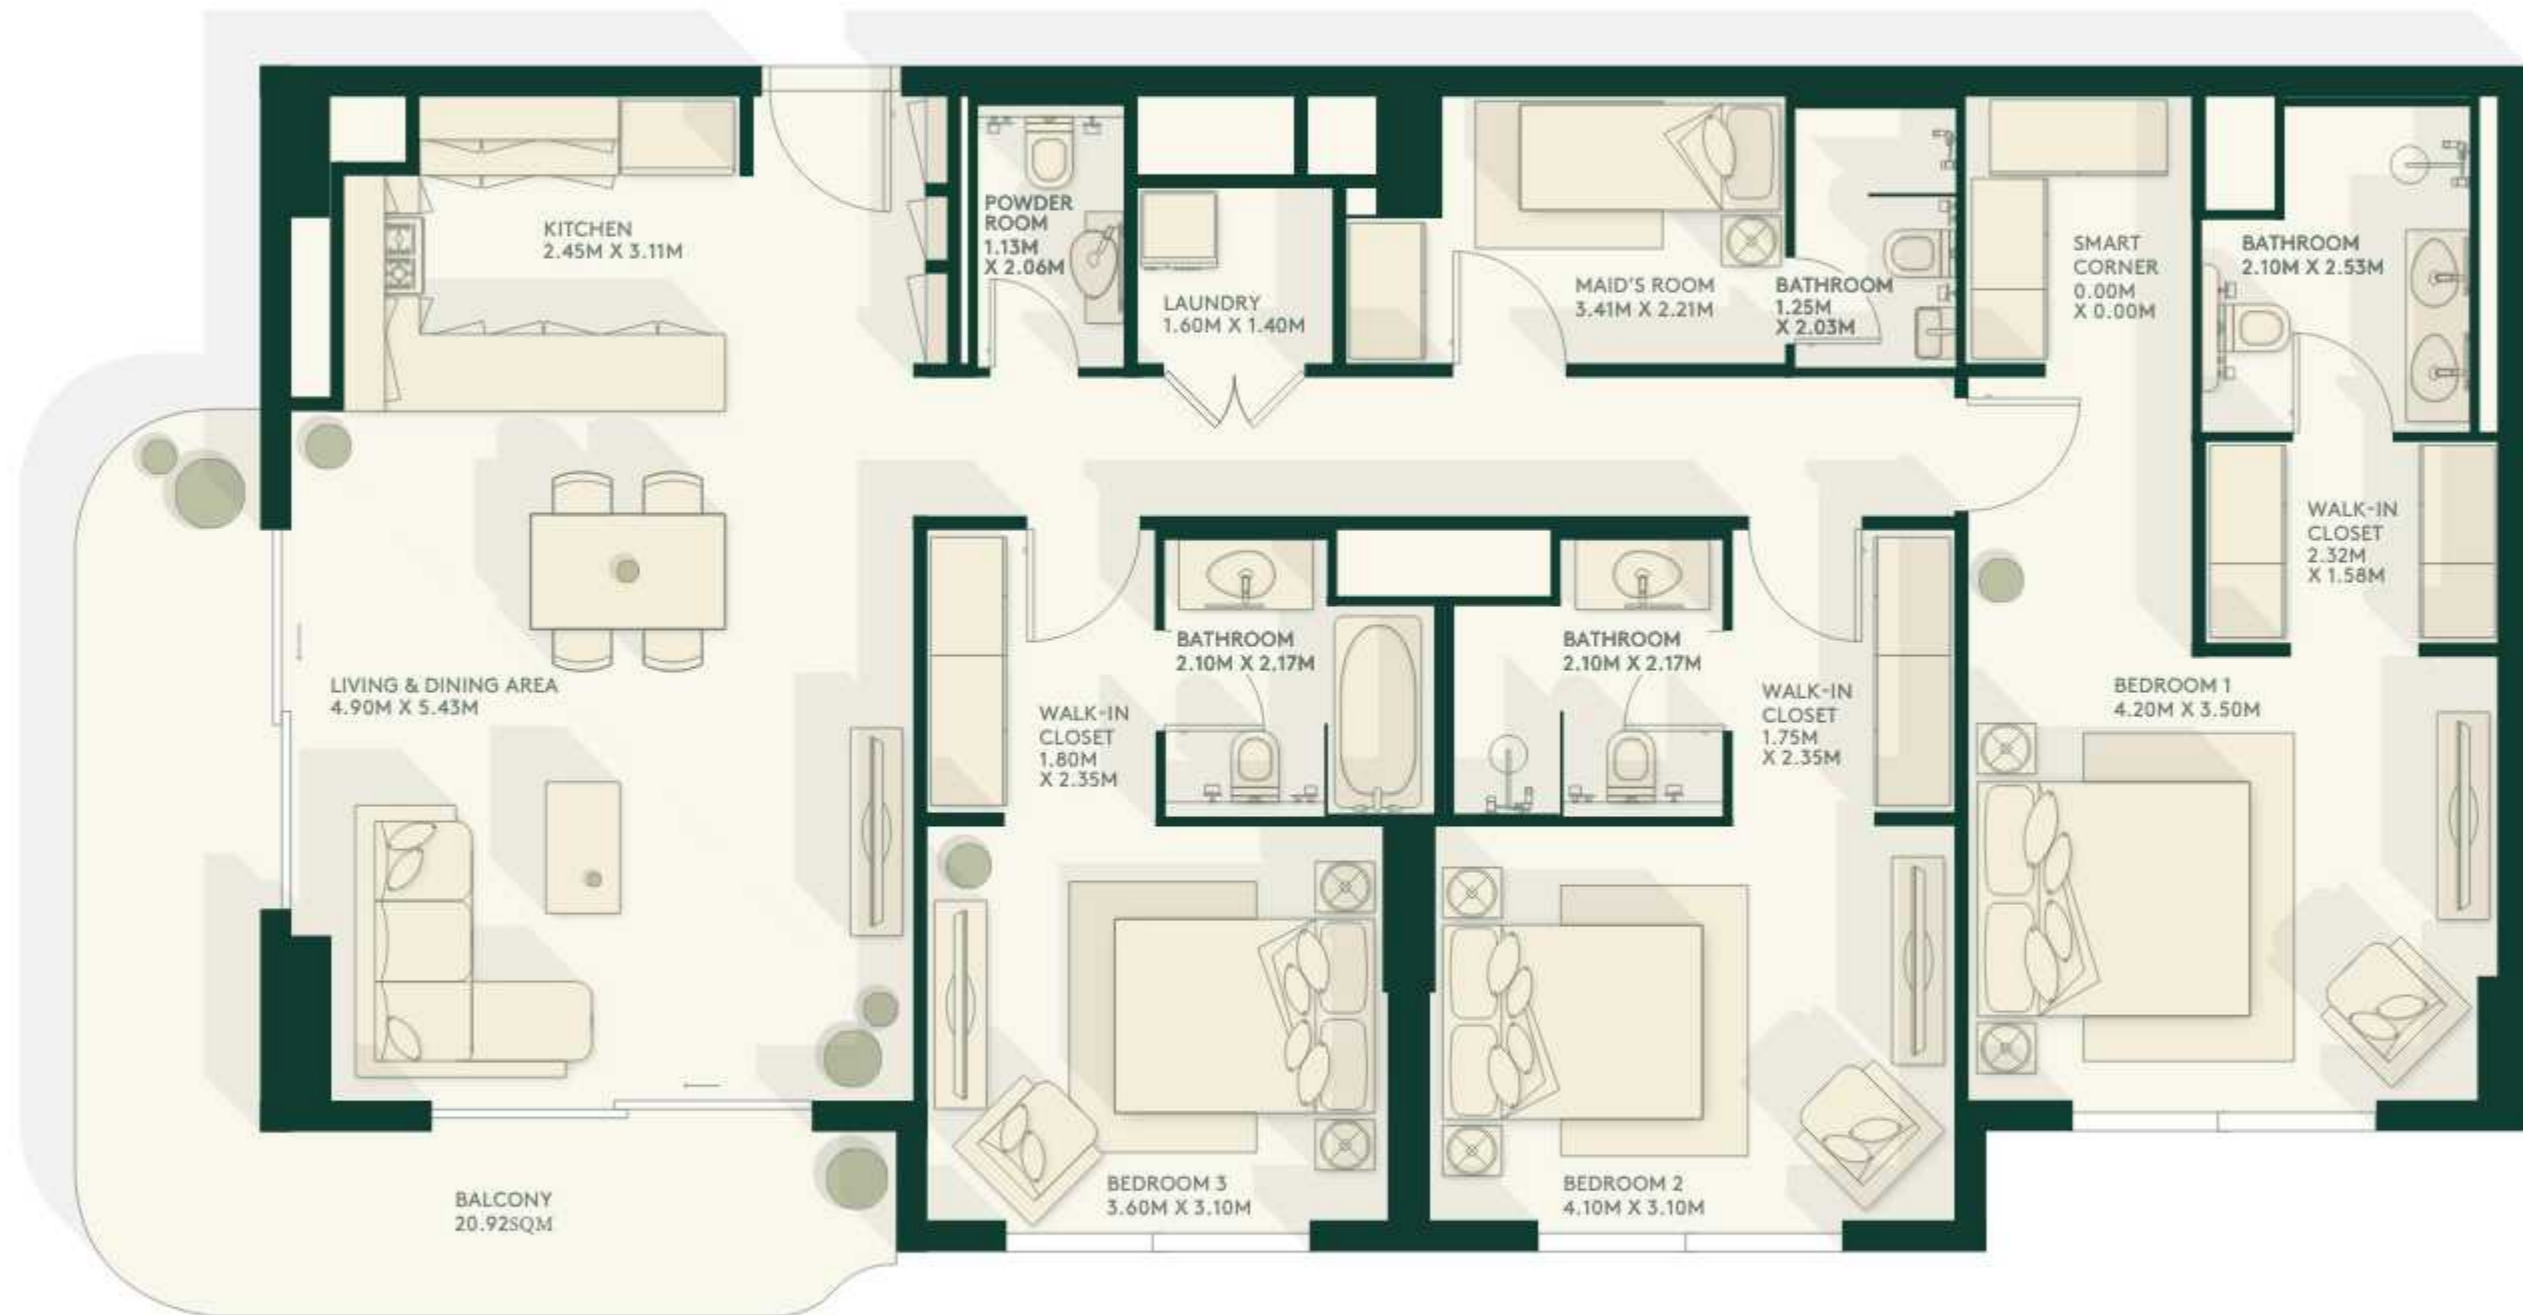 KITCHEN
2.45M X 3.11M
POWDER
ROOM
1.13M
X 2.06M
LAUNDRY
1.60M X 1.40M
MAID'S ROOM
3.41M X 2.21M
BATHROOM
1.25M
X 2.03M
SMART
CORNER
0.00M
X 0.00M
BATHROOM
2.10M X 2.53M
WALK-IN
CLOSET
2.32M
X 1.58M
LIVING & DINING AREA
4.90M X 5.43M
WALK-IN
CLOSET
1.80M
X 2.35M
BATHROOM
2.10M X 2.17M
BATHROOM
2.10M X 2.17M
WALK-IN
CLOSET
1.75M
X 2.35M
BEDROOM 1
4.20M X 3.50M
BALCONY
20.92SQM
BEDROOM 3
3.60M X 3.10M
BEDROOM 2
4.10M X 3.10M